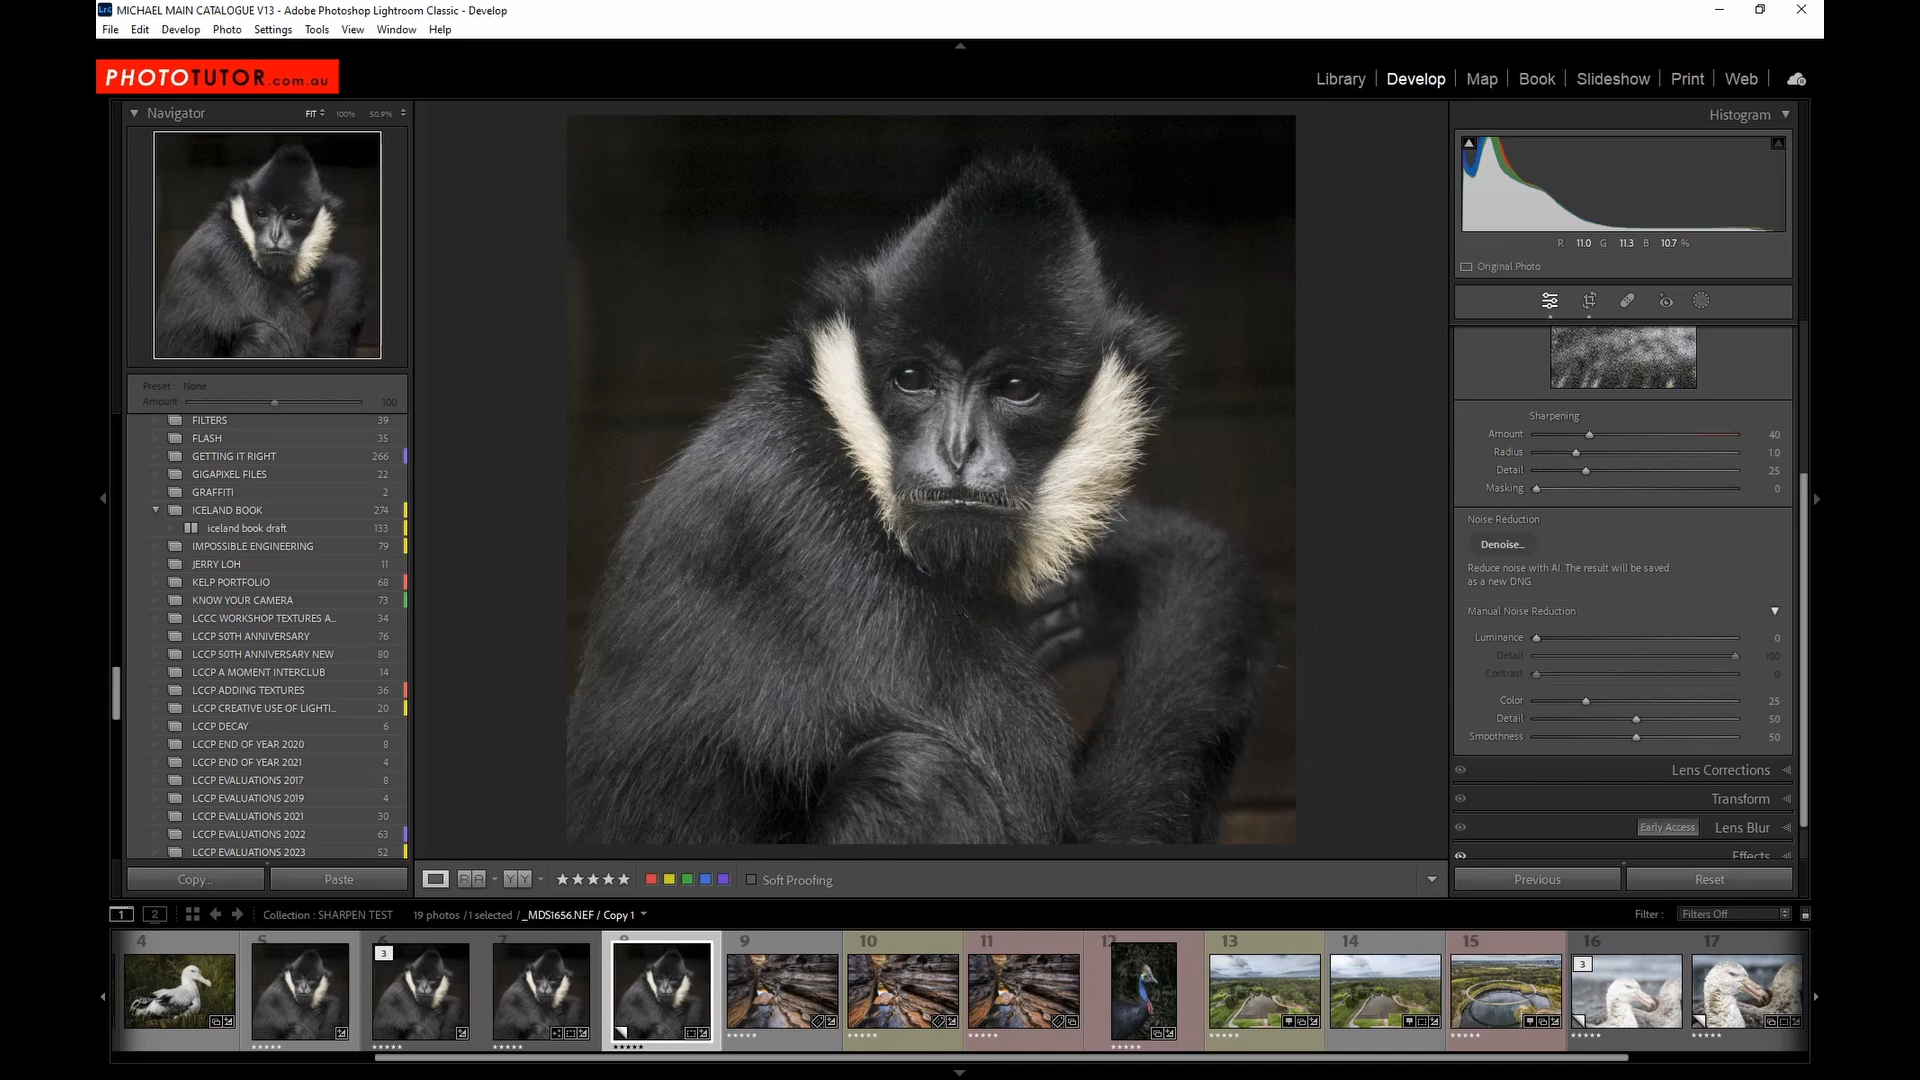 MICHAEL MAIN CATALOGUE V13 - Adobe Photoshop Lightroom Classic - Develop
File Edit Develop Photo Settings Tools View Window Help
PHOTOTUTOR.com.au
Library Develop Map Book Slideshow Print Web
Navigator FIT 100% 50.9%
Histogram
R 11.0 G 11.3 B 10.7 %
Original Photo
Preset : None
Amount 100
FILTERS 39
FLASH 35
GETTING IT RIGHT 266
GIGAPIXEL FILES 22
GRAFFITI 2
ICELAND BOOK 274
iceland book draft 133
IMPOSSIBLE ENGINEERING 79
JERRY LOH 11
KELP PORTFOLIO 68
KNOW YOUR CAMERA 73
LCCC WORKSHOP TEXTURES A... 34
LCCP 50TH ANNIVERSARY 76
LCCP 50TH ANNIVERSARY NEW 80
LCCP A MOMENT INTERCLUB 14
LCCP ADDING TEXTURES 36
LCCP CREATIVE USE OF LIGHTI... 20
LCCP DECAY 6
LCCP END OF YEAR 2020 8
LCCP END OF YEAR 2021 4
LCCP EVALUATIONS 2017 8
LCCP EVALUATIONS 2019 4
LCCP EVALUATIONS 2021 30
LCCP EVALUATIONS 2022 63
LCCP EVALUATIONS 2023 52
Copy... Paste
Sharpening
Amount 40
Radius 1.0
Detail 25
Masking 0
Noise Reduction
Denoise...
Reduce noise with AI. The result will be saved
as a new DNG.
Manual Noise Reduction
Luminance 0
Detail 100
Contrast 0
Color 25
Detail 50
Smoothness 50
Lens Corrections
Transform
Early Access Lens Blur
Effects
Previous Reset
R A Y Y Soft Proofing
1 2 Collection : SHARPEN TEST 19 photos / 1 selected / _MDS1656.NEF / Copy 1
Filter : Filters Off
4 5 6 7 8 9 10 11 12 13 14 15 16 17
3 3